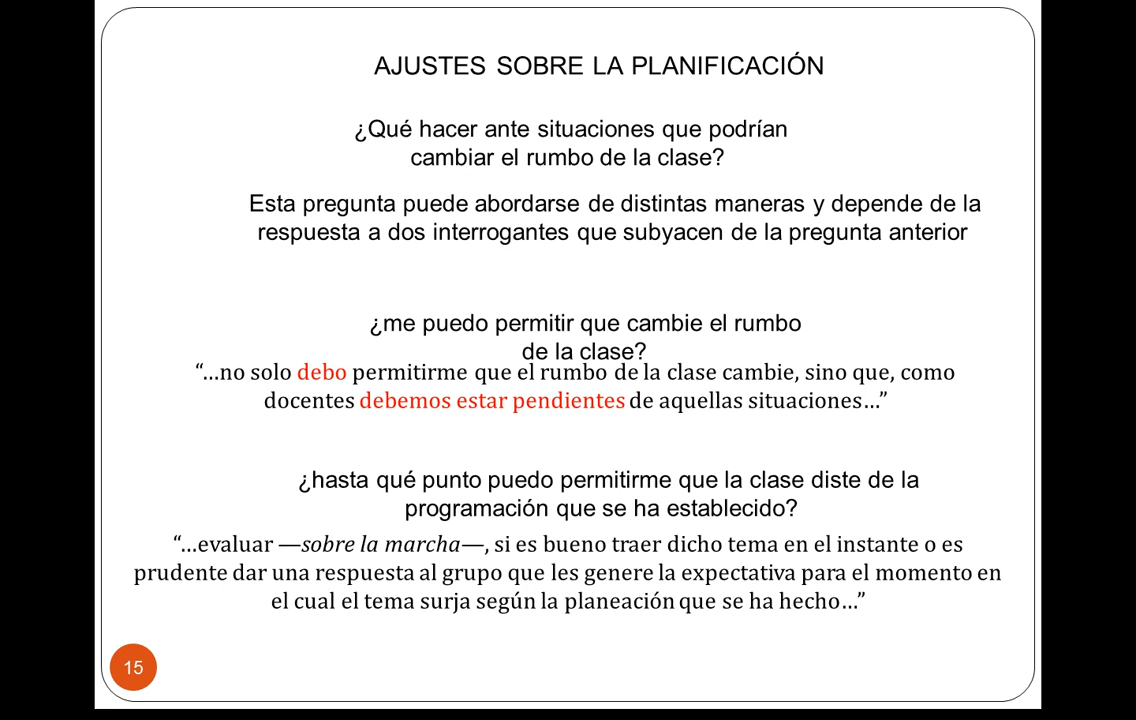 AJUSTES SOBRE LA PLANIFICACIÓN
¿Qué hacer ante situaciones que podrían
cambiar el rumbo de la clase?
Esta pregunta puede abordarse de distintas maneras y depende de la
respuesta a dos interrogantes que subyacen de la pregunta anterior
¿me puedo permitir que cambie el rumbo
de la clase?
“…no solo debo permitirme que el rumbo de la clase cambie, sino que, como
docentes debemos estar pendientes de aquellas situaciones…”
¿hasta qué punto puedo permitirme que la clase diste de la
programación que se ha establecido?
“…evaluar —sobre la marcha—, si es bueno traer dicho tema en el instante o es
prudente dar una respuesta al grupo que les genere la expectativa para el momento en
el cual el tema surja según la planeación que se ha hecho…”
15